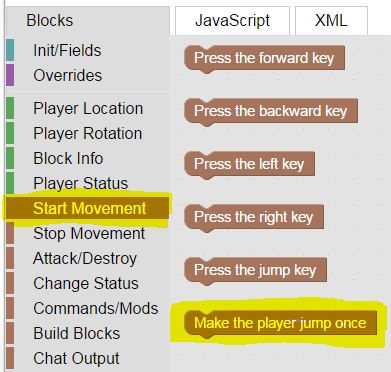 Blocks
JavaScript
XML
Init/Fields
Overrides
Player Location
Player Rotation
Block Info
Player Status
Start Movement
Stop Movement
Attack/Destroy
Change Status
Commands/Mods
Build Blocks
Chat Output
Press the forward key
Press the backward key
Press the left key
Press the right key
Press the jump key
Make the player jump once